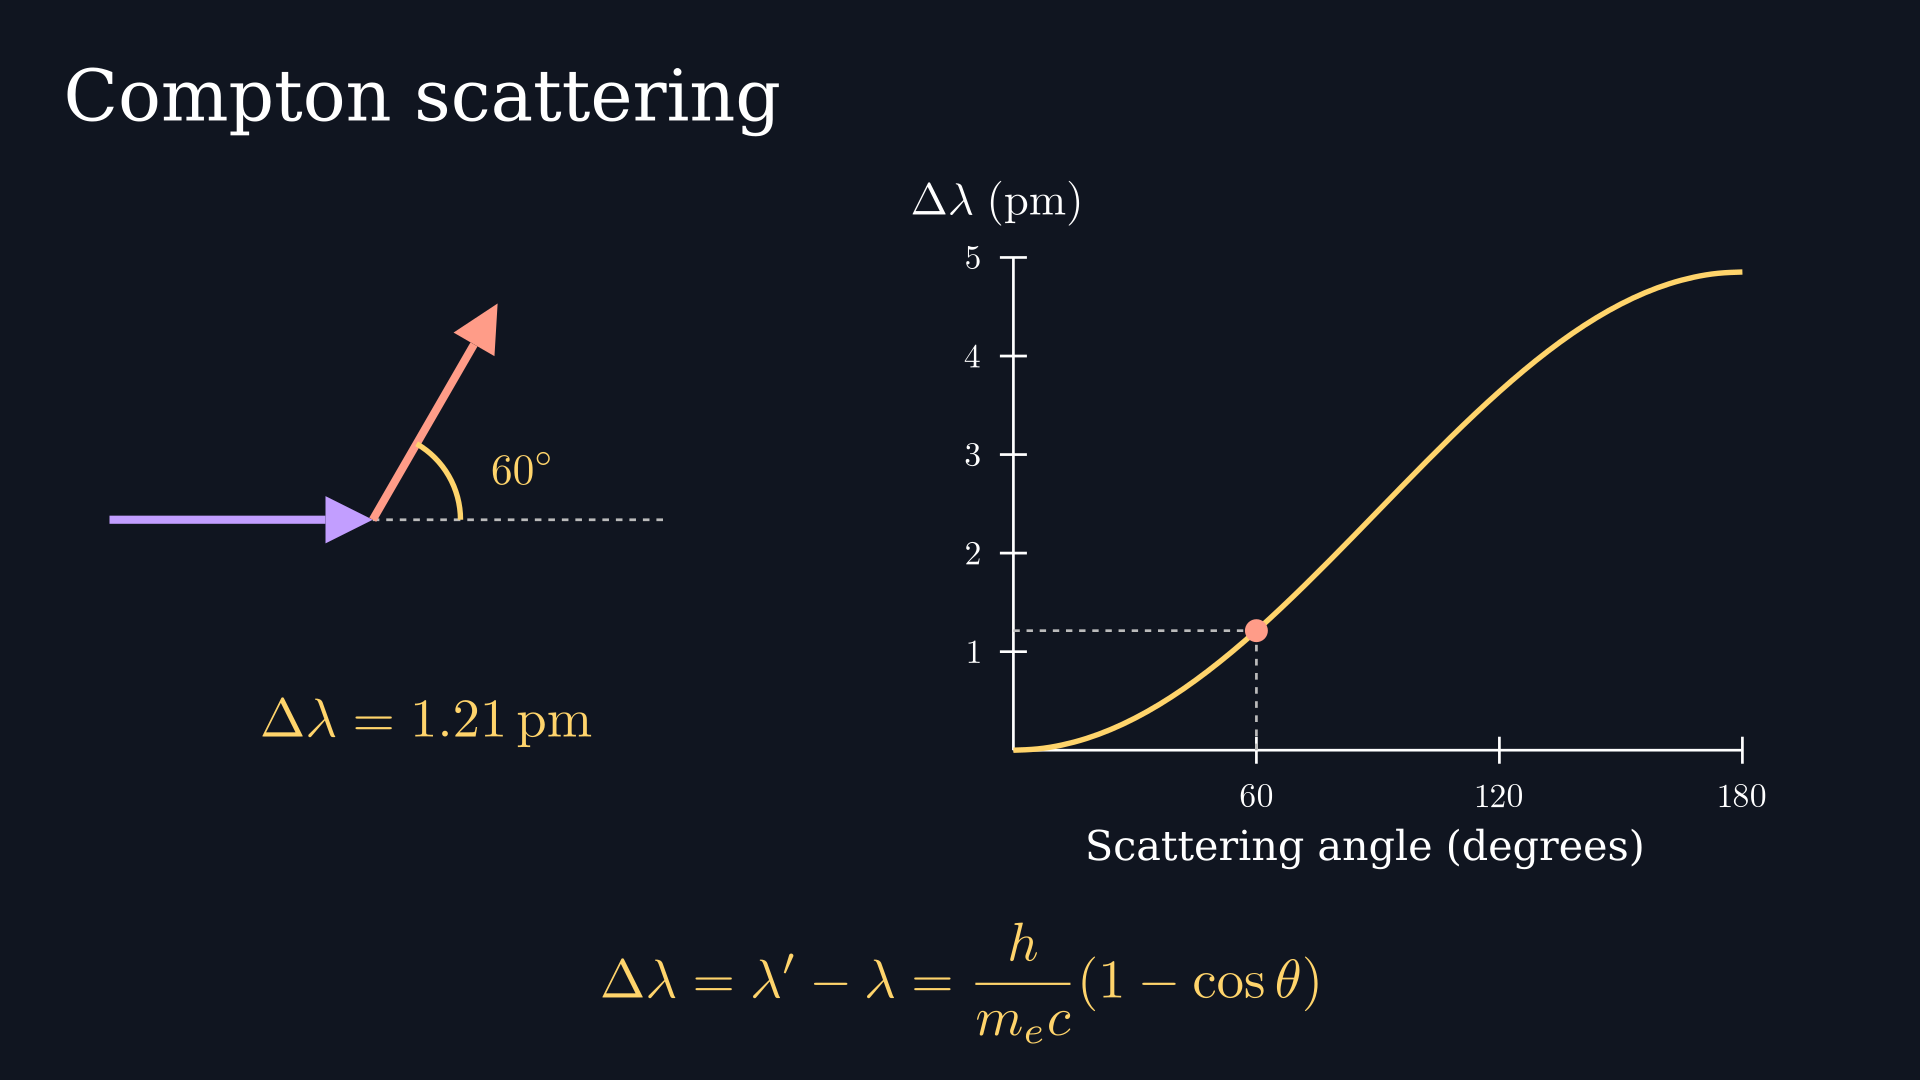 Compton scattering
Δλ (pm)
5
4
3
2
1
60°
Δλ = 1.21 pm
60 120 180
Scattering angle (degrees)
Δλ = λ′ − λ = \frac{h}{m_e c}(1 − cos θ)